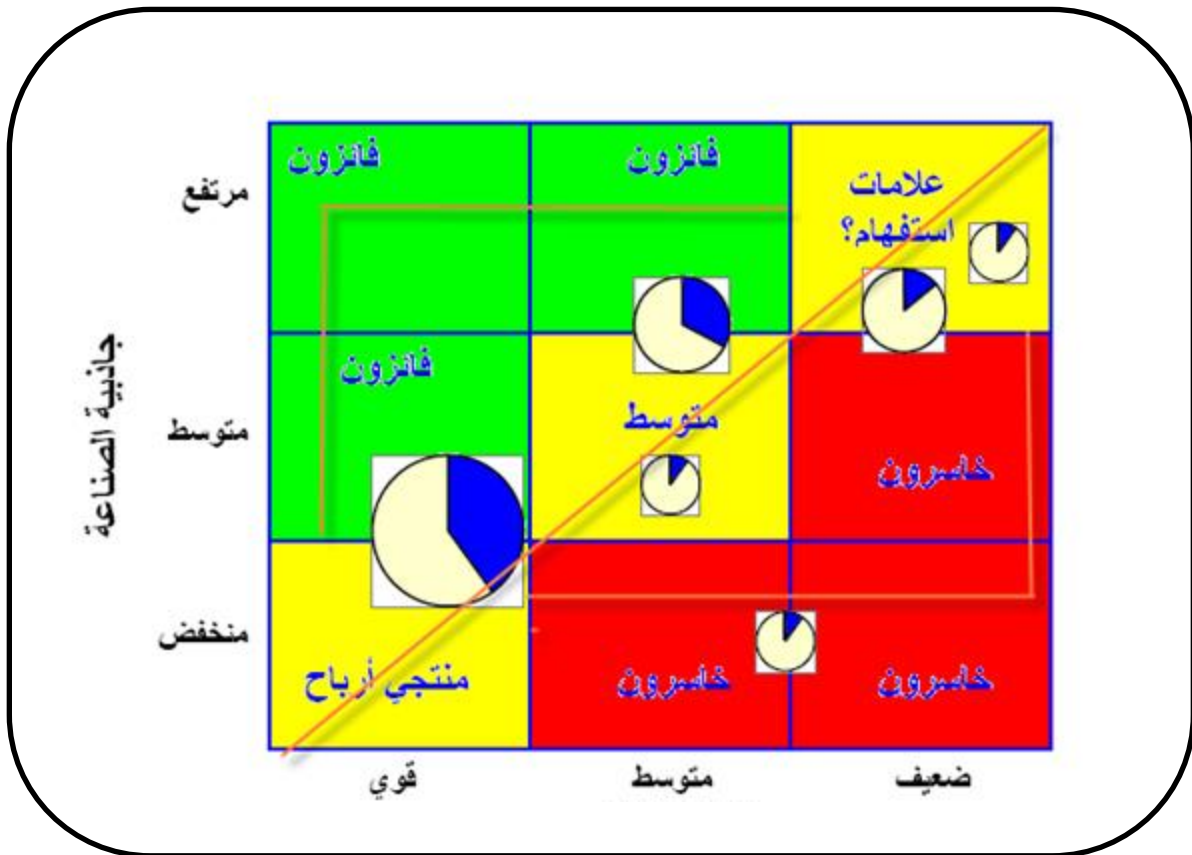 فائزون
فائزون
علامات
استفهام؟
مرتفع
فائزون
متوسط
خاسرون
متوسط
جاذبية الصناعة
منتجي أرباح
خاسرون
خاسرون
منخفض
قوي
متوسط
ضعيف